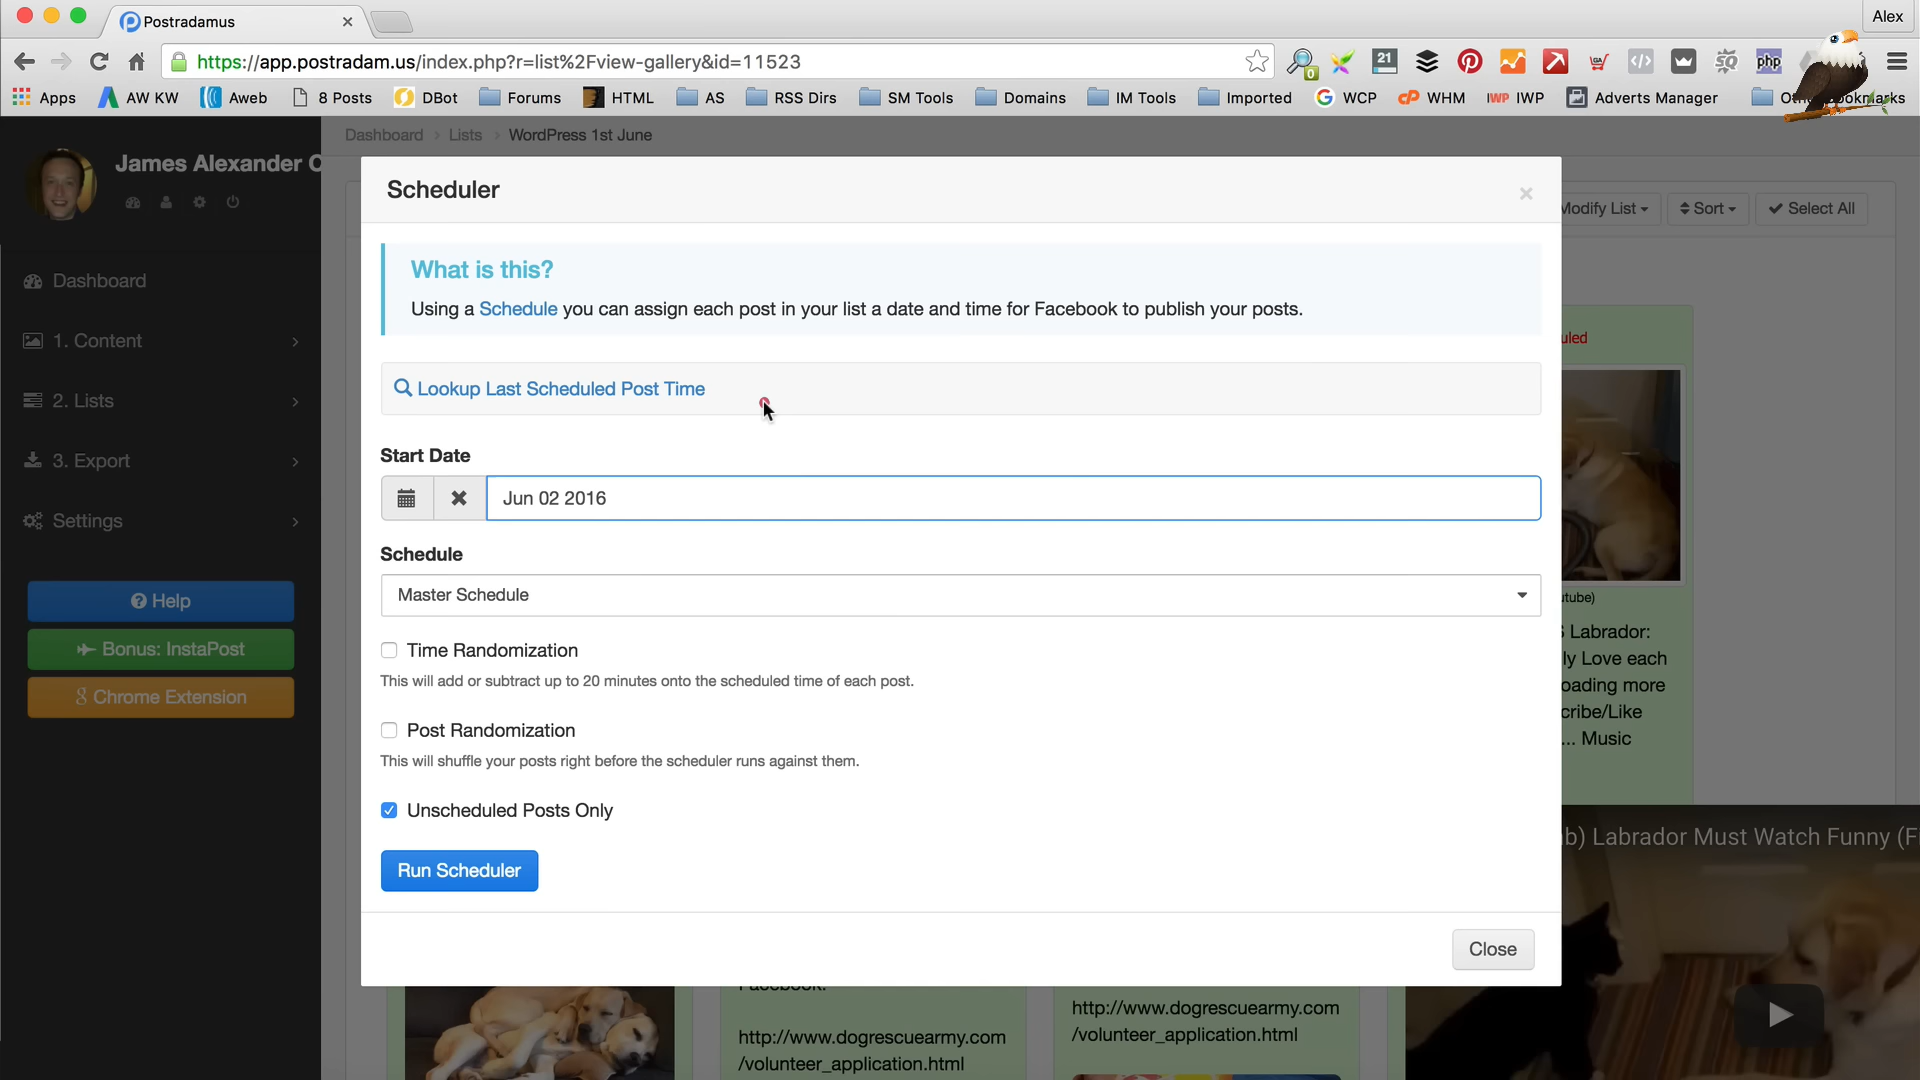 Postradamus
Alex
https://app.postradam.us/index.php?r=list%2Fview-gallery&id=11523
0
21
php
Apps
AW KW
Aweb
8 Posts
DBot
Forums
HTML
AS
RSS Dirs
SM Tools
Domains
IM Tools
Imported
WCP
WHM
IWP
Adverts Manager
Dashboard
Lists
WordPress 1st June
James Alexander
Scheduler
×
Modify List
Sort
Select All
What is this?
Using a Schedule you can assign each post in your list a date and time for Facebook to publish your posts.
Dashboard
1. Content
2. Lists
3. Export
Settings
Help
Bonus: InstaPost
Chrome Extension
Lookup Last Scheduled Post Time
Start Date
Jun 02 2016
Schedule
Master Schedule
Time Randomization
This will add or subtract up to 20 minutes onto the scheduled time of each post.
Post Randomization
This will shuffle your posts right before the scheduler runs against them.
Unscheduled Posts Only
Run Scheduler
Close
Labrador:
Love each
more
cribe/Like
... Music
Labrador Must Watch Funny
http://www.dogrescuearmy.com
/volunteer_application.html
http://www.dogrescuearmy.com
/volunteer_application.html